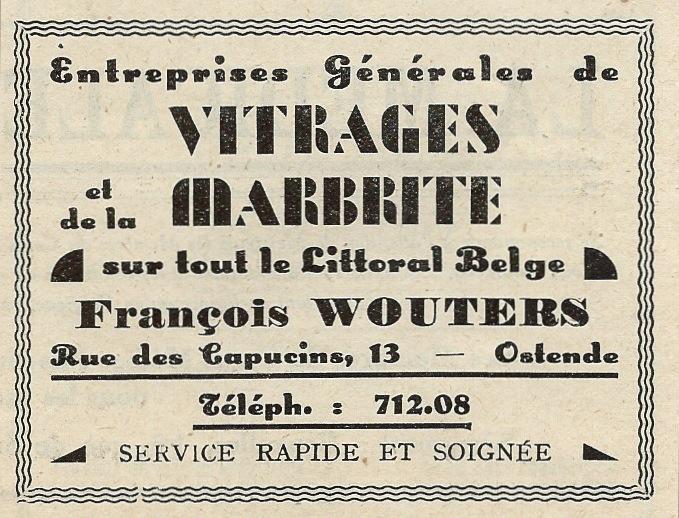 Entreprises Générales de
VITRAGES
et de la MARBRITE
sur tout le Littoral Belge
François WOUTERS
Rue des Capucins, 13 — Ostende
Téléph. : 712.08
SERVICE RAPIDE ET SOIGNÉE